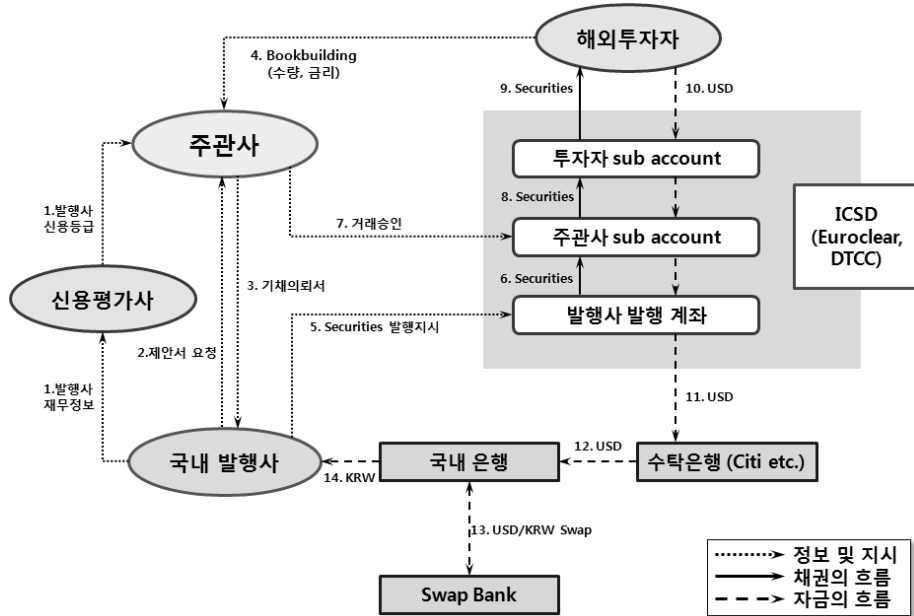 해외투자자
4. Bookbuilding
(수량, 금리)
9. Securities
10. USD
주관사
투자자 sub account
1.발행사
신용등급
8. Securities
ICSD
(Euroclear,
DTCC)
7. 거래승인
주관사 sub account
신용평가사
3. 기채의뢰서
6. Securities
발행사 발행 계좌
5. Securities 발행지시
2.제안서 요청
1.발행사
재무정보
11. USD
국내 발행사
14. KRW
국내 은행
12. USD
수탁은행 (Citi etc.)
13. USD/KRW Swap
Swap Bank
정보 및 지시
채권의 흐름
자금의 흐름